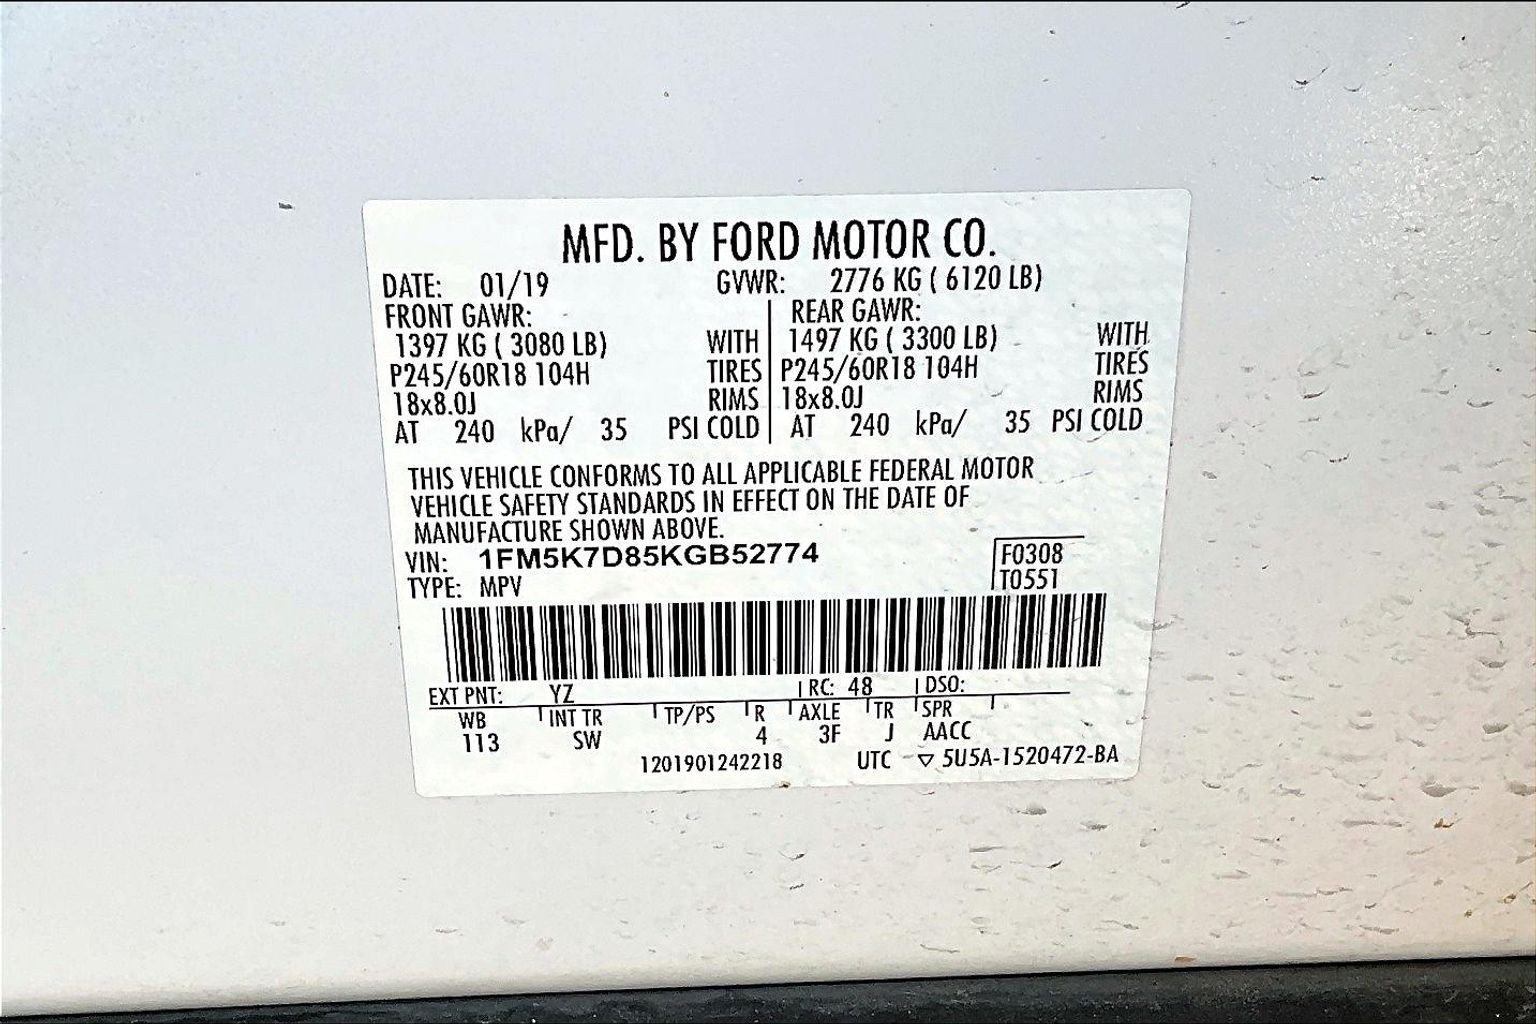 MFD. BY FORD MOTOR CO.
DATE: 01/19 GVWR: 2776 KG ( 6120 LB)
FRONT GAWR: REAR GAWR:
1397 KG ( 3080 LB) WITH 1497 KG ( 3300 LB) WITH
P245/60R18 104H TIRES P245/60R18 104H TIRES
18x8.0J RIMS 18x8.0J RIMS
AT 240 kPa/ 35 PSI COLD AT 240 kPa/ 35 PSI COLD
THIS VEHICLE CONFORMS TO ALL APPLICABLE FEDERAL MOTOR
VEHICLE SAFETY STANDARDS IN EFFECT ON THE DATE OF
MANUFACTURE SHOWN ABOVE.
VIN: 1FM5K7D85KGB52774 F0308
TYPE: MPV T0551
EXT PNT: YZ RC: 48 DSO:
WB INT TR TP/PS R AXLE TR SPR
113 SW 4 3F J AACC
1201901242218 UTC ▽ 5U5A-1520472-BA